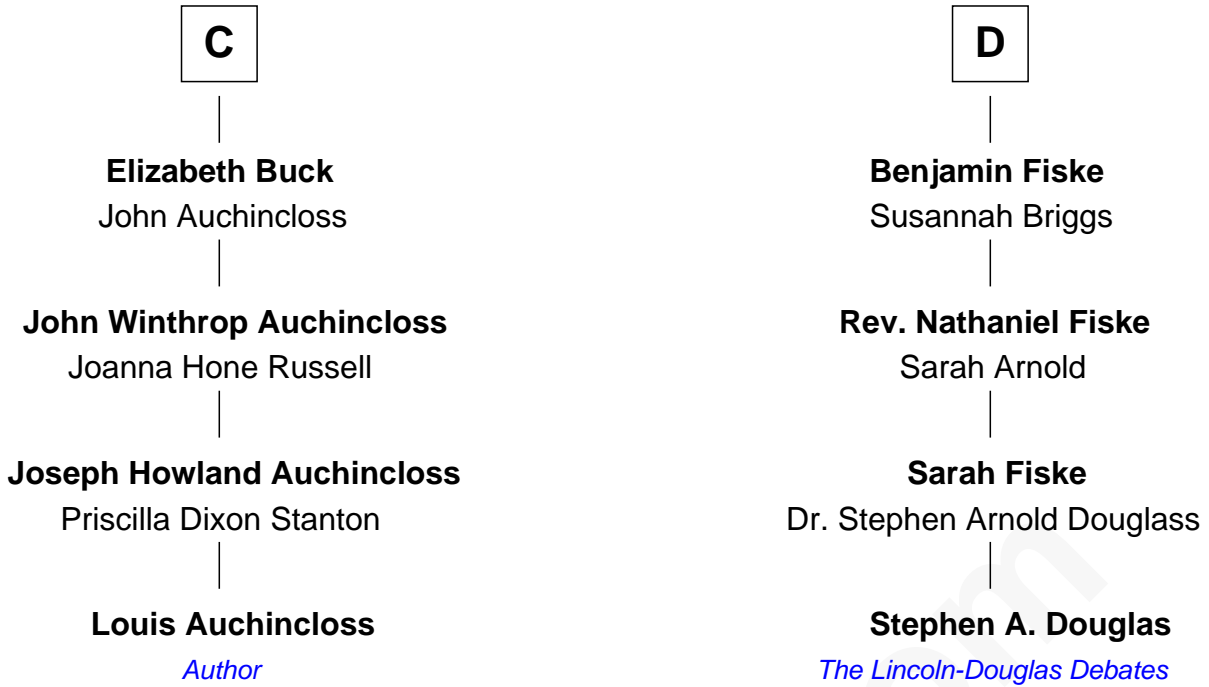 C
Elizabeth Buck
John Auchincloss
John Winthrop Auchincloss
Joanna Hone Russell
Joseph Howland Auchincloss
Priscilla Dixon Stanton
Louis Auchincloss
Author
D
Benjamin Fiske
Susannah Briggs
Rev. Nathaniel Fiske
Sarah Arnold
Sarah Fiske
Dr. Stephen Arnold Douglass
Stephen A. Douglas
The Lincoln-Douglas Debates